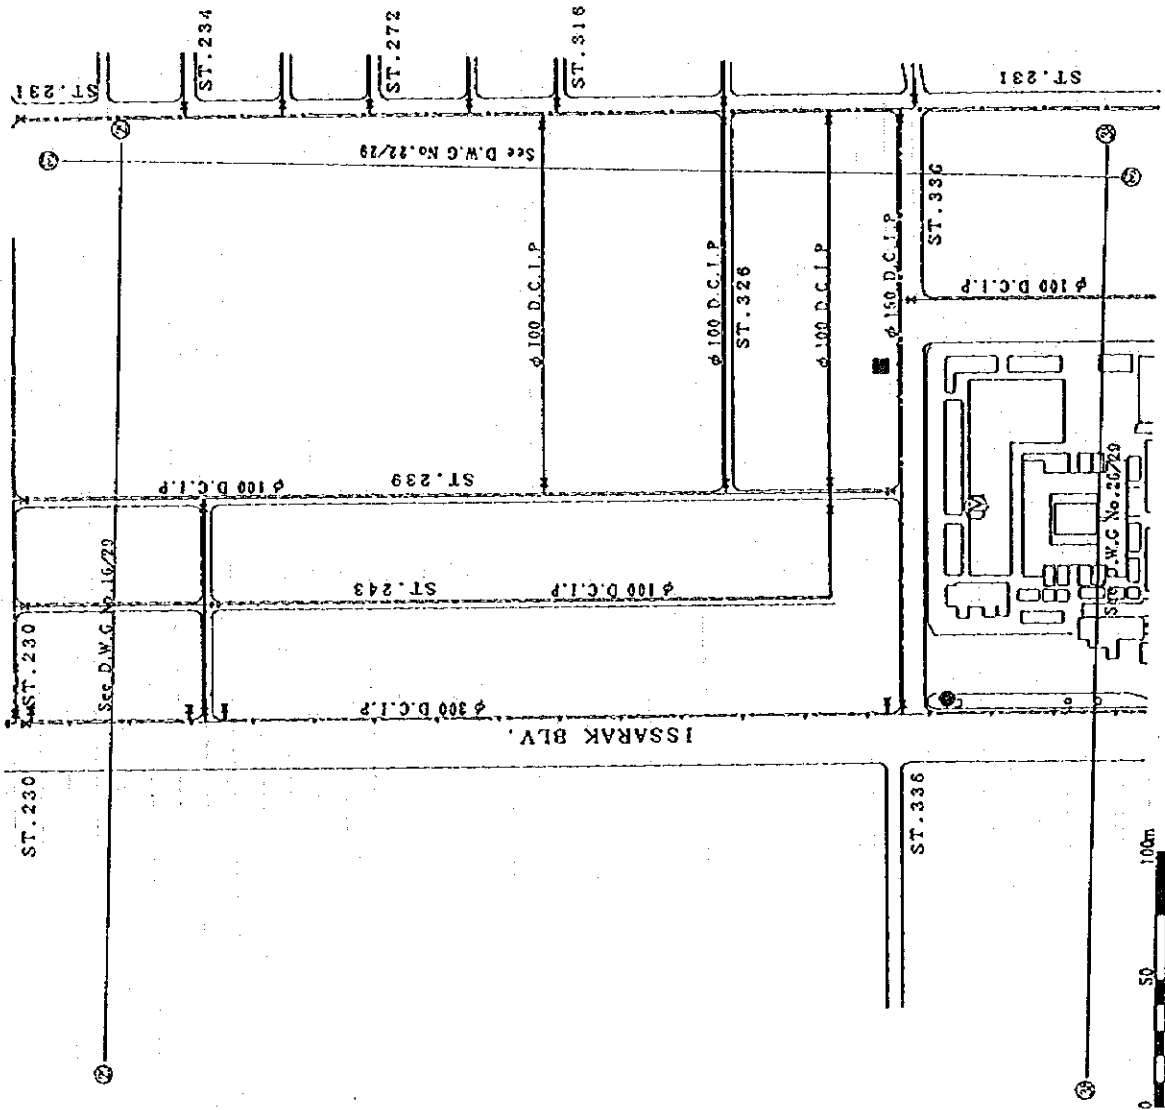 ST.234
ST.272
ST.316
ST.231
ST.231
See D.W.G No.22/29
ST.336
φ 100 D.C.I.P
φ 100 D.C.I.P
ST.326
φ 100 D.C.I.P
φ 150 D.C.I.P
φ 100 D.C.I.P
φ 100 D.C.I.P
ST.239
See D.W.G No.16/29
See D.W.G No.26/29
ST.243
φ 100 D.C.I.P
ST.230
φ 300 D.C.I.P
ISSARAK BLV.
ST.230
ST.336
0 50 100m